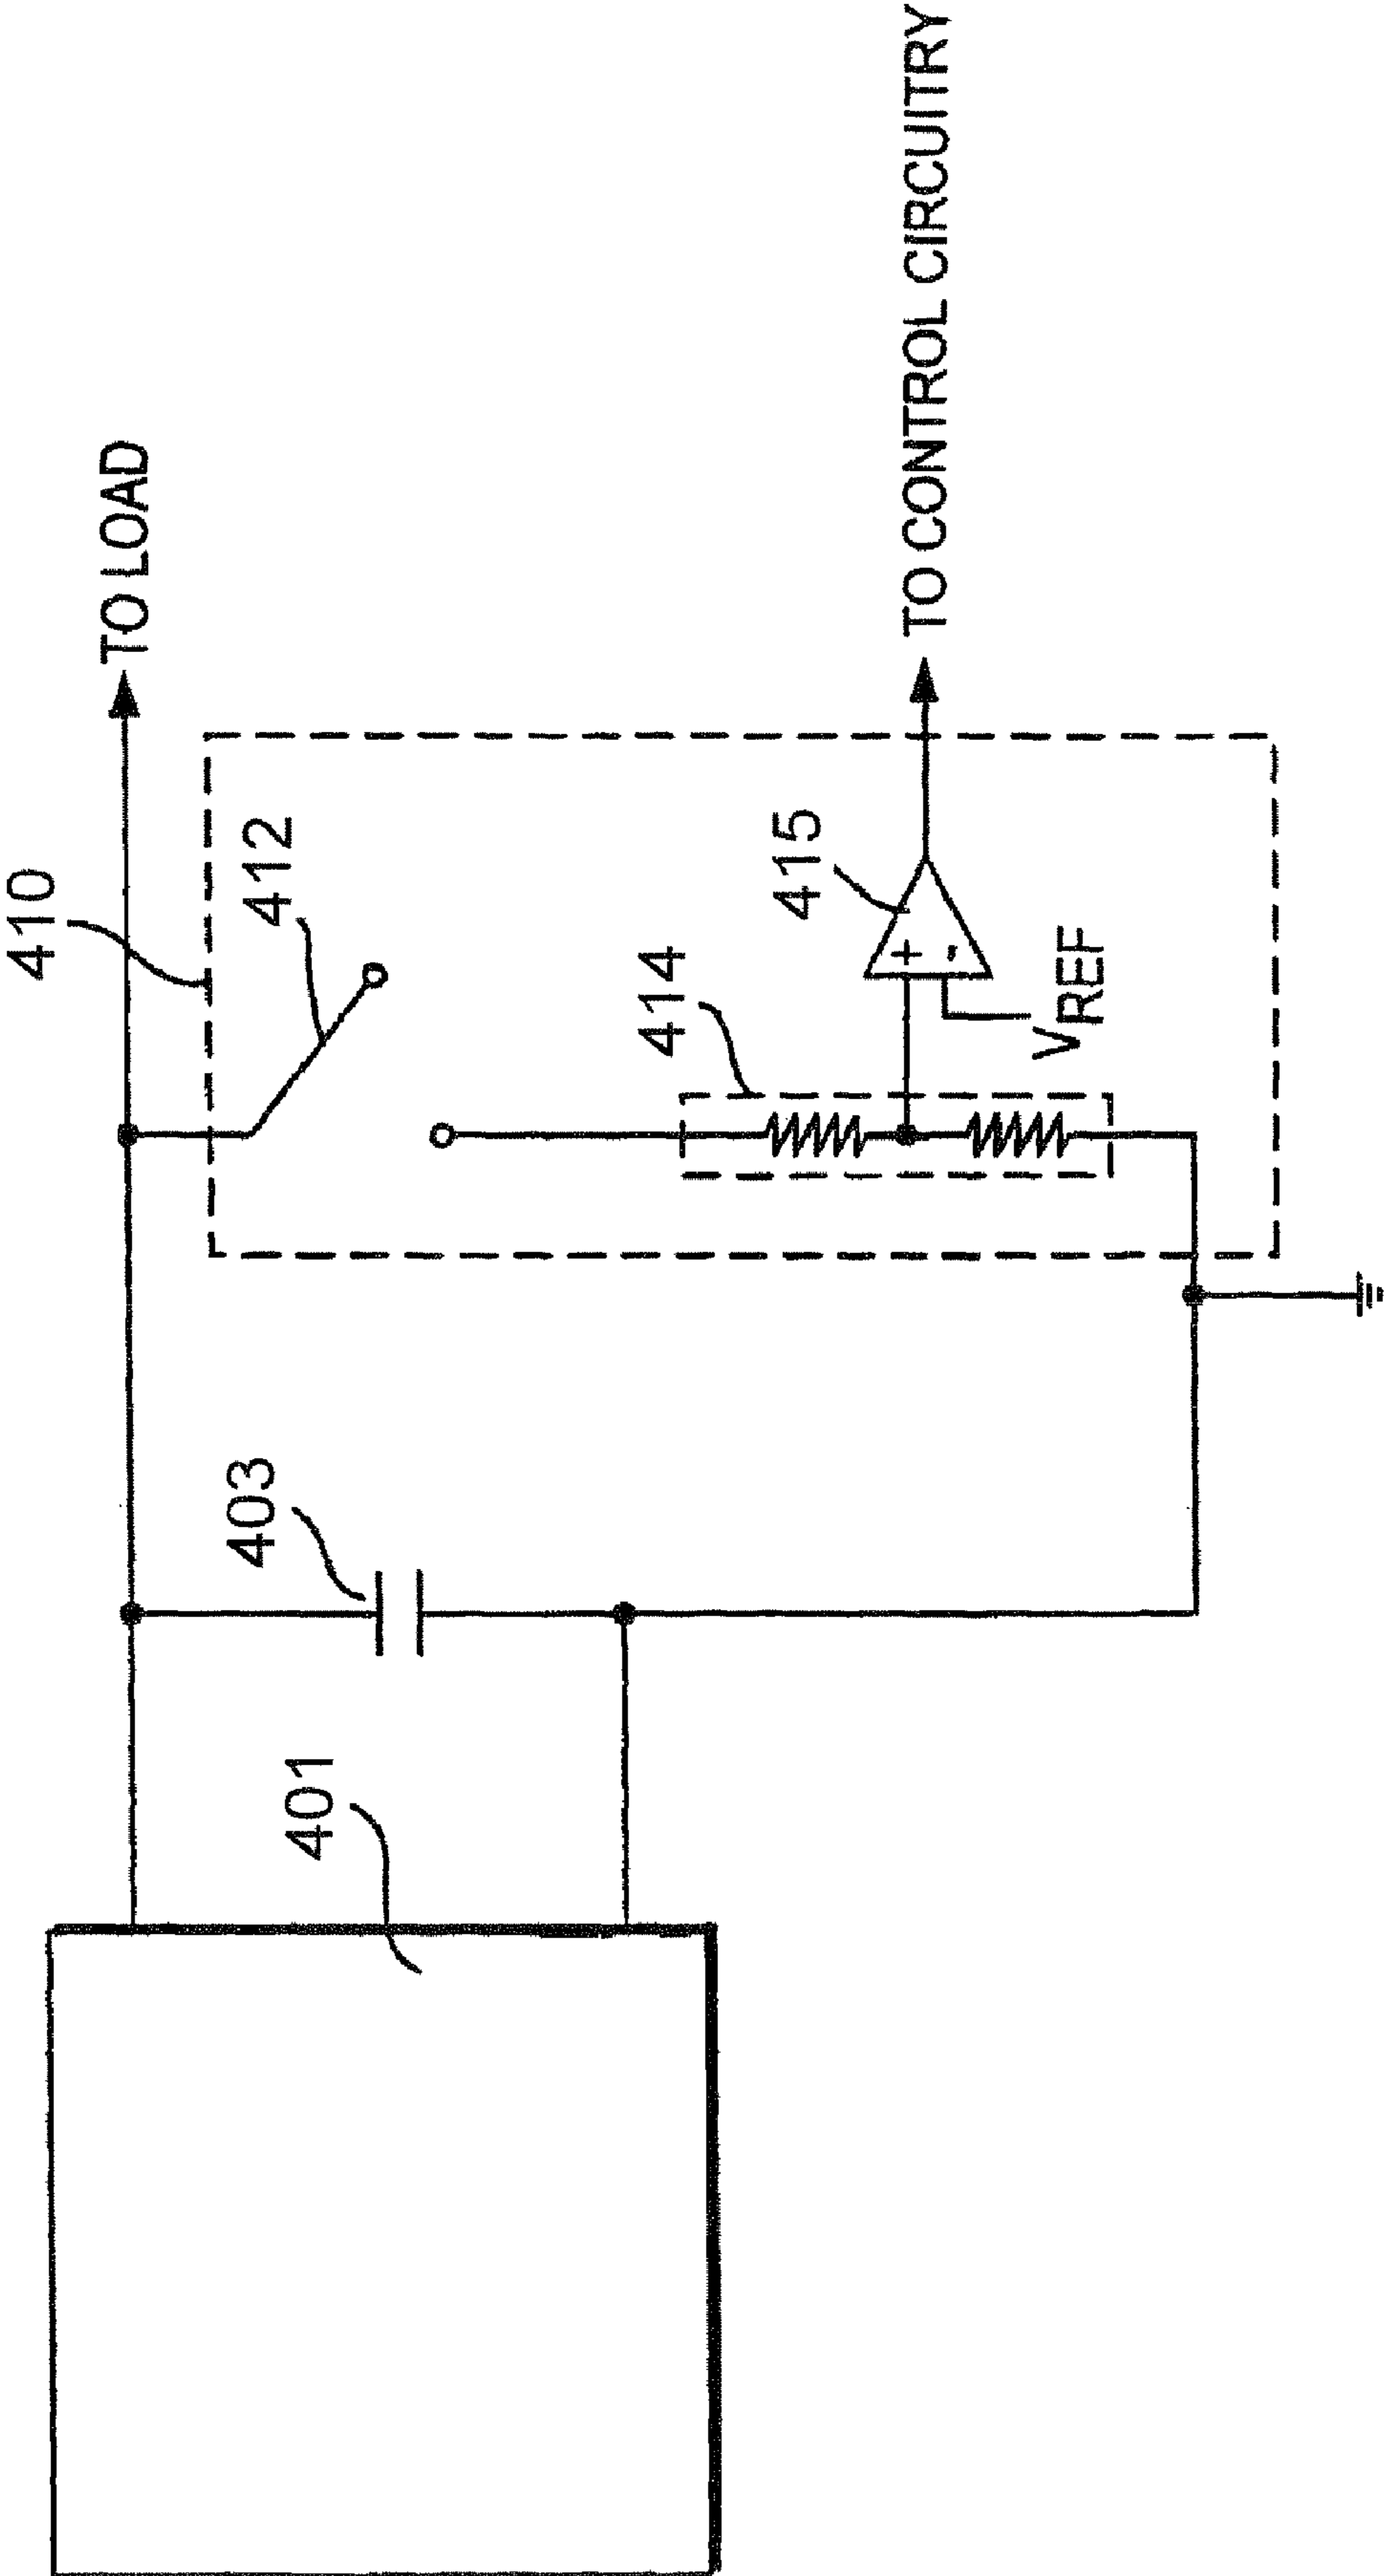 410
TO LOAD
412
403
401
414
415
+
-
VREF
TO CONTROL CIRCUITRY